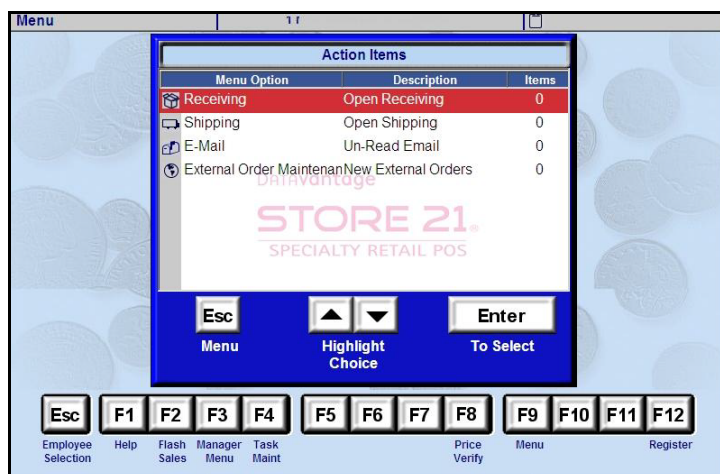 Menu
Action Items
Menu Option Description Items
Receiving Open Receiving 0
Shipping Open Shipping 0
E-Mail Un-Read Email 0
External Order Maintenan New External Orders 0
DATAVantage
STORE 21
SPECIALTY RETAIL POS
Esc Enter
Menu Highlight To Select
Choice
Esc F1 F2 F3 F4 F5 F6 F7 F8 F9 F10 F11 F12
Employee Help Flash Manager Task Price Menu Register
Selection Sales Menu Maint Verify